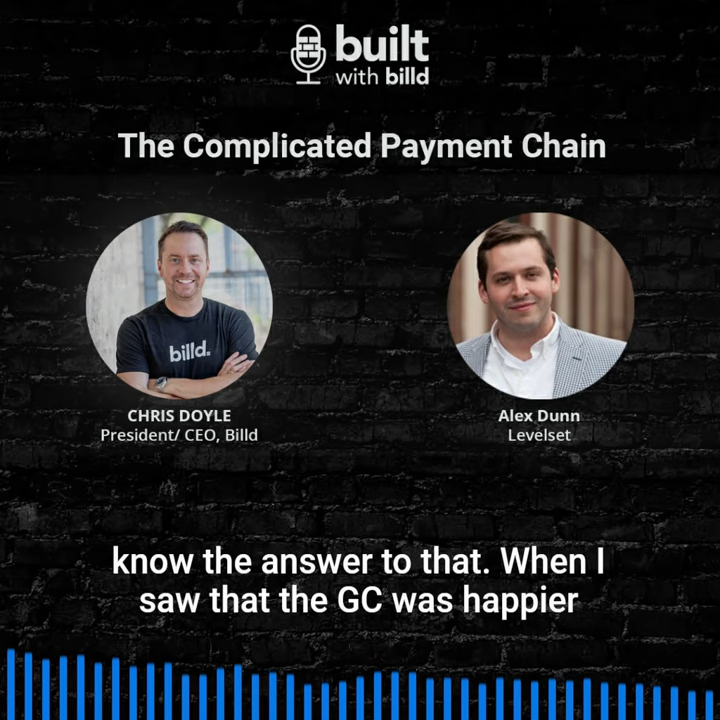 built
with billd
The Complicated Payment Chain
billd.
CHRIS DOYLE
President/ CEO, Billd
Alex Dunn
Levelset
know the answer to that. When I
saw that the GC was happier